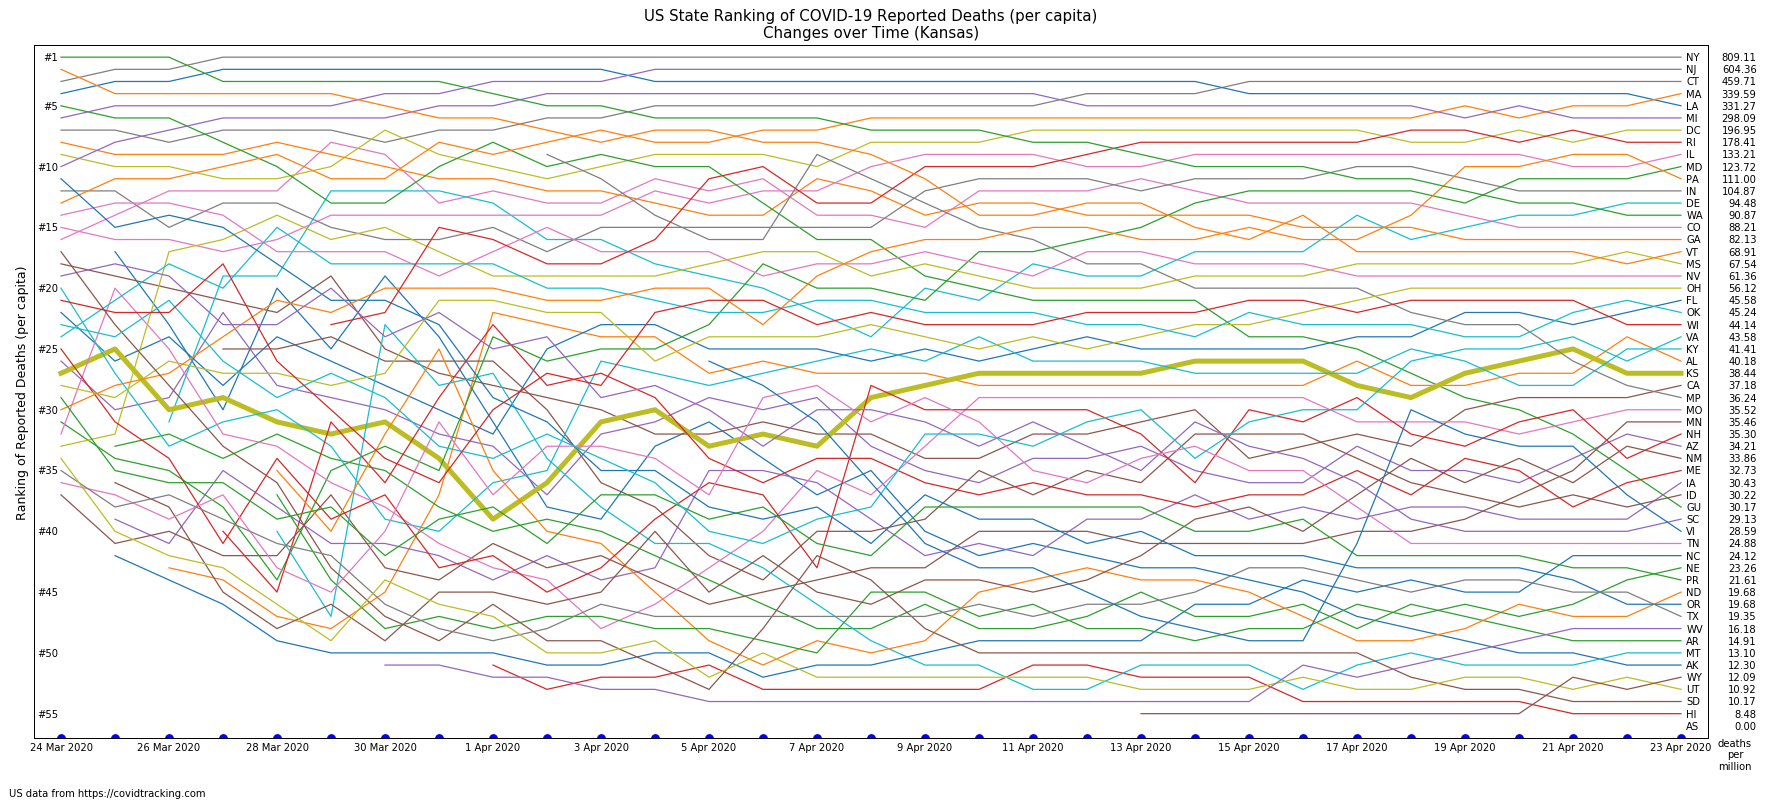 US State Ranking of COVID-19 Reported Deaths (per capita)
Changes over Time (Kansas)
Ranking of Reported Deaths (per capita)
#1
#5
#10
#15
#20
#25
#30
#35
#40
#45
#50
#55
NY 809.11
NJ 604.36
CT 459.71
MA 339.59
LA 331.27
MI 298.09
DC 196.95
RI 178.41
IL 133.21
MD 123.72
PA 111.00
IN 104.87
DE 94.48
WA 90.87
CO 88.21
GA 82.13
VT 68.91
MS 67.54
NV 61.36
OH 56.12
FL 45.58
OK 45.24
WI 44.14
VA 43.58
KY 41.41
AL 40.18
KS 38.44
CA 37.18
MP 36.24
MO 35.52
MN 35.46
NH 35.30
AZ 34.21
NM 33.86
ME 32.73
IA 30.43
ID 30.22
GU 30.17
SC 29.13
VI 28.59
TN 24.88
NC 24.12
NE 23.26
PR 21.61
ND 19.68
OR 19.68
TX 19.35
WV 16.18
AR 14.91
MT 13.10
AK 12.30
WY 12.09
UT 10.92
SD 10.17
HI 8.48
AS 0.00
24 Mar 2020 26 Mar 2020 28 Mar 2020 30 Mar 2020 1 Apr 2020 3 Apr 2020 5 Apr 2020 7 Apr 2020 9 Apr 2020 11 Apr 2020 13 Apr 2020 15 Apr 2020 17 Apr 2020 19 Apr 2020 21 Apr 2020 23 Apr 2020
deaths
per
million
US data from https://covidtracking.com